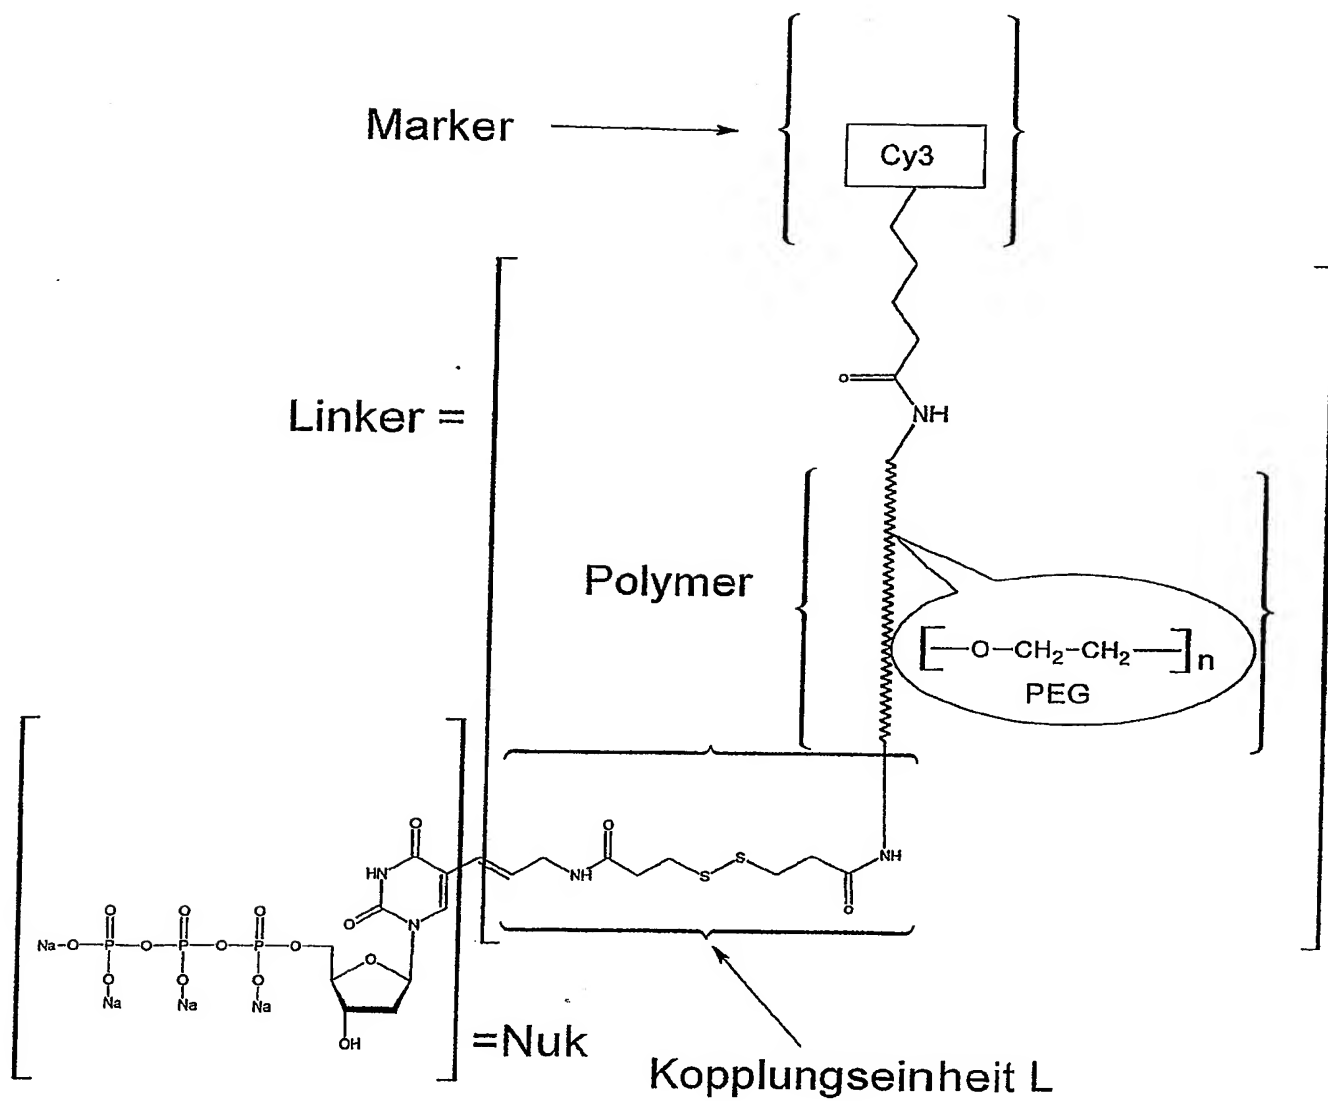 Marker
Cy3
O
NH
Linker =
Polymer
[—O—CH2—CH2—]n
PEG
O
O
HN
NH
S
S
NH
O
O
N
O
O
O
Na-O
P
O
P
O
P
O
O
O
O
O
Na
Na
Na
OH
=Nuk
Kopplungseinheit L